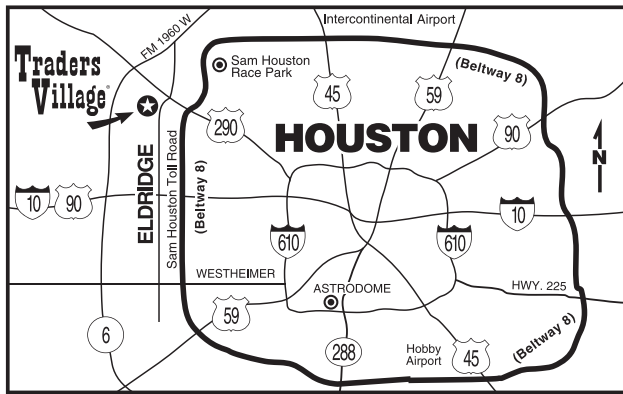 Intercontinental Airport
FM 1960 W
Traders
Village®
Sam Houston
Race Park
(Beltway 8)
45
59
290
HOUSTON
90
N
10
90
ELDRIDGE
Sam Houston Toll Road
(Beltway 8)
10
610
610
WESTHEIMER
ASTRODOME
HWY. 225
59
6
288
Hobby
Airport
45
(Beltway 8)